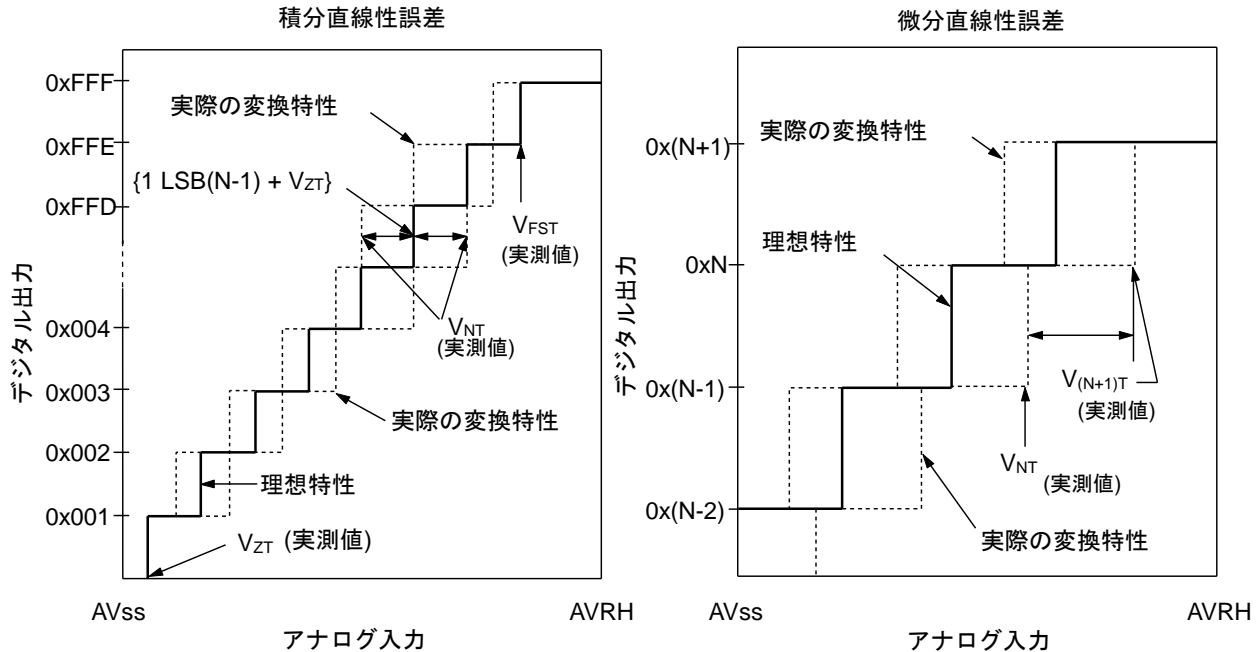 積分直線性誤差
0xFFF
実際の変換特性
0xFFE
{1 LSB(N-1) + VZT}
0xFFD
VFST
(実測値)
デジタル出力
0x004
VNT
(実測値)
0x003
実際の変換特性
0x002
理想特性
0x001
VZT (実測値)
AVss
AVRH
アナログ入力
微分直線性誤差
実際の変換特性
0x(N+1)
理想特性
0xN
デジタル出力
V(N+1)T
(実測値)
0x(N-1)
VNT
(実測値)
0x(N-2)
実際の変換特性
AVss
AVRH
アナログ入力